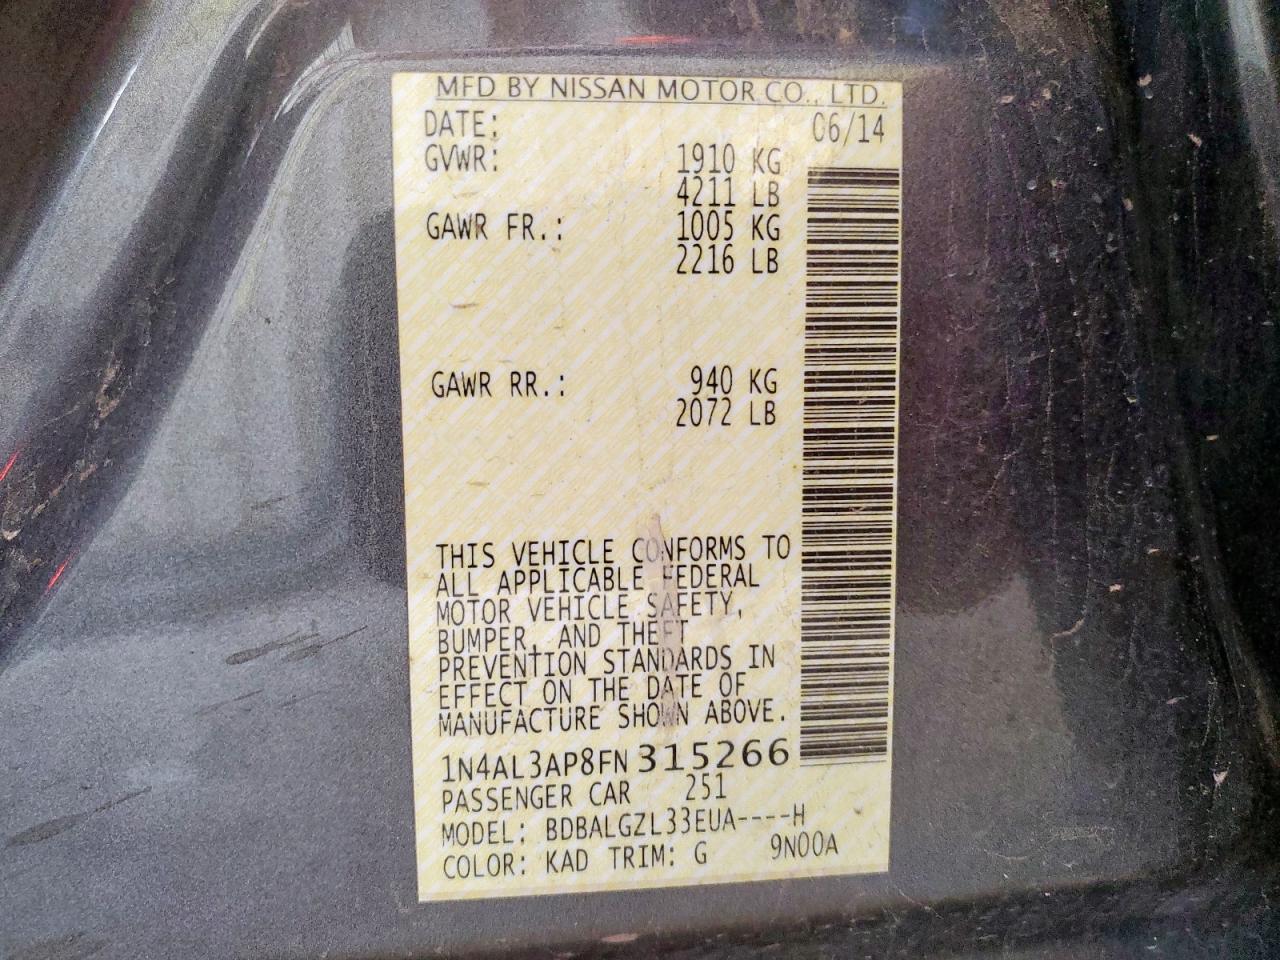 MFD BY NISSAN MOTOR CO., LTD.
DATE: 06/14
GVWR: 1910 KG
4211 LB
GAWR FR.: 1005 KG
2216 LB
GAWR RR.: 940 KG
2072 LB
THIS VEHICLE CONFORMS TO
ALL APPLICABLE FEDERAL
MOTOR VEHICLE SAFETY,
BUMPER, AND THEFT
PREVENTION STANDARDS IN
EFFECT ON THE DATE OF
MANUFACTURE SHOWN ABOVE.
1N4AL3AP8FN315266
PASSENGER CAR 251
MODEL: BDBALGZL33EUA----H
COLOR: KAD TRIM: G 9N00A